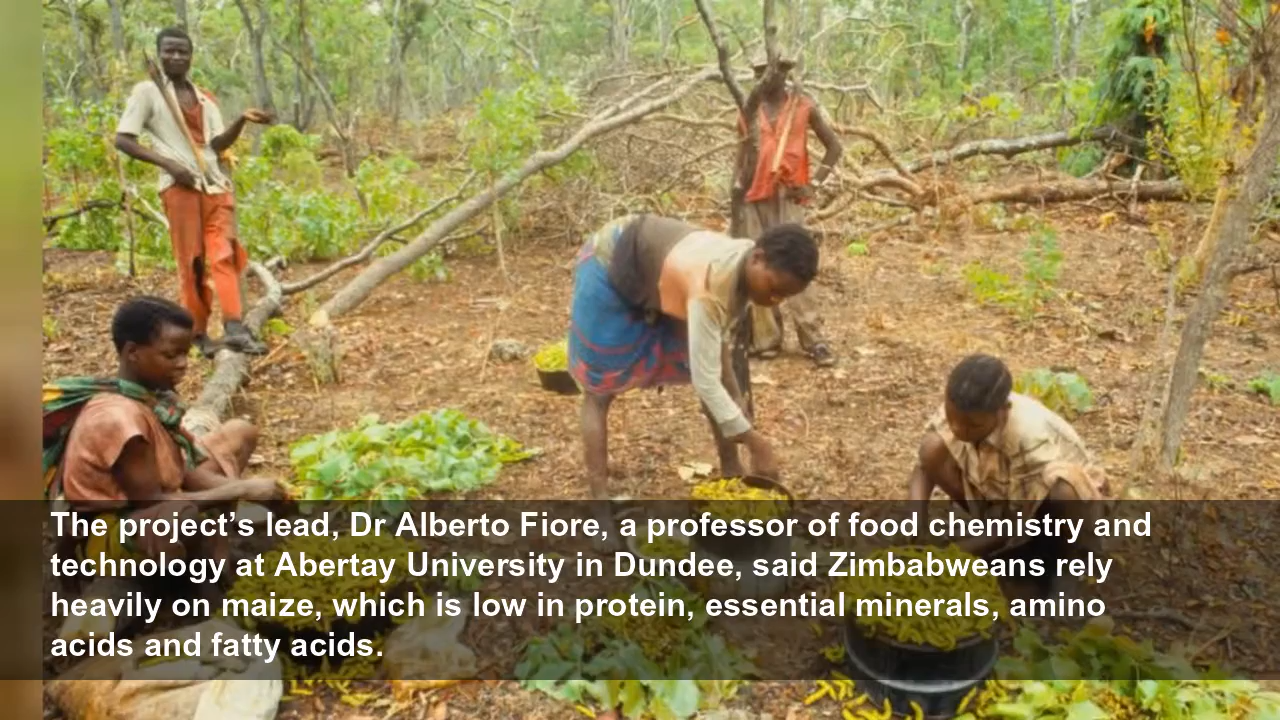 The project’s lead, Dr Alberto Fiore, a professor of food chemistry and
technology at Abertay University in Dundee, said Zimbabweans rely
heavily on maize, which is low in protein, essential minerals, amino
acids and fatty acids.